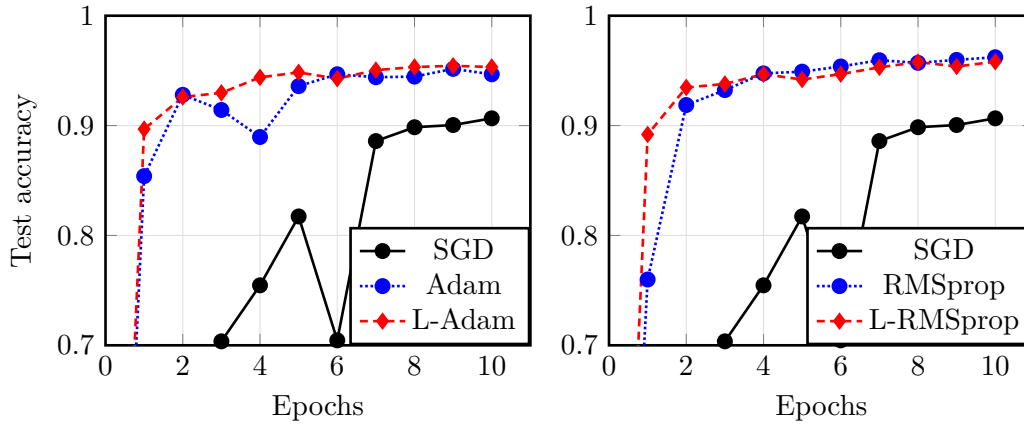 Test accuracy
1
0.9
0.8
0.7
0 2 4 6 8 10
Epochs
SGD
Adam
L-Adam
1
0.9
0.8
0.7
0 2 4 6 8 10
Epochs
SGD
RMSprop
L-RMSprop